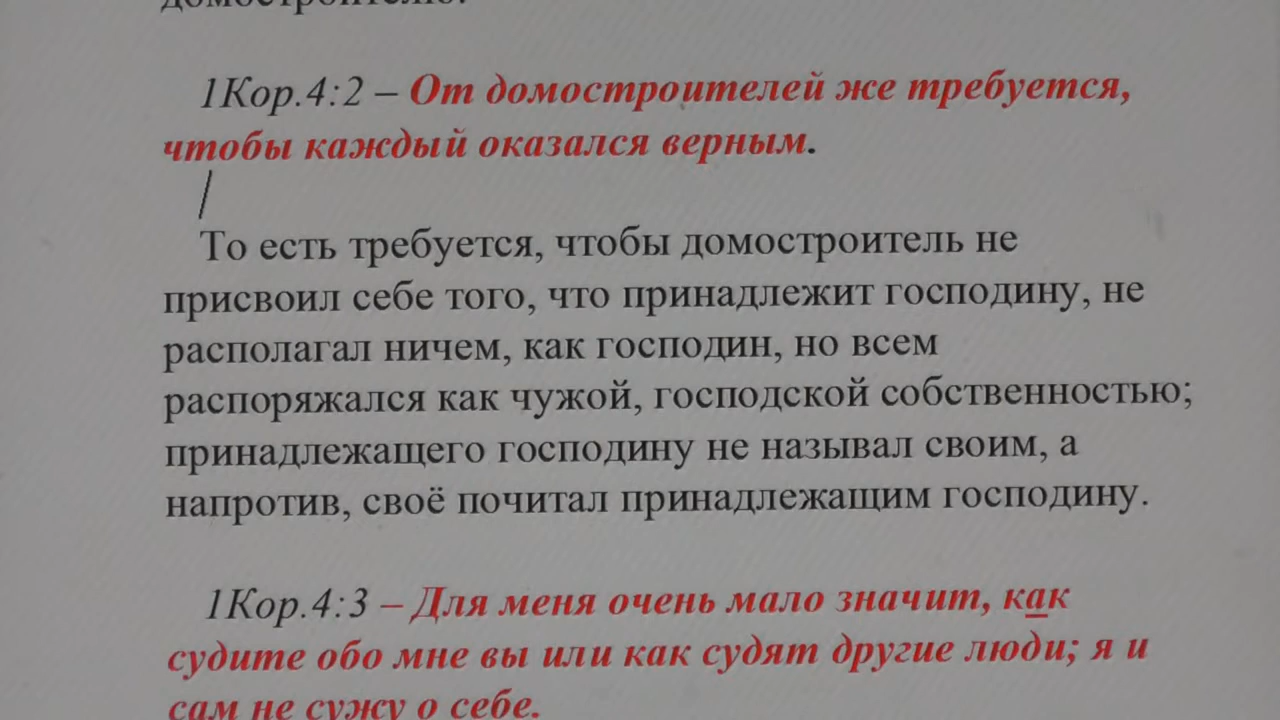 домостроителю.
1Кор.4:2 – От домостроителей же требуется,
чтобы каждый оказался верным.
То есть требуется, чтобы домостроитель не
присвоил себе того, что принадлежит господину, не
располагал ничем, как господин, но всем
распоряжался как чужой, господской собственностью;
принадлежащего господину не называл своим, а
напротив, своё почитал принадлежащим господину.
1Кор.4:3 – Для меня очень мало значит, как
судите обо мне вы или как судят другие люди; я и
сам не сужу о себе.